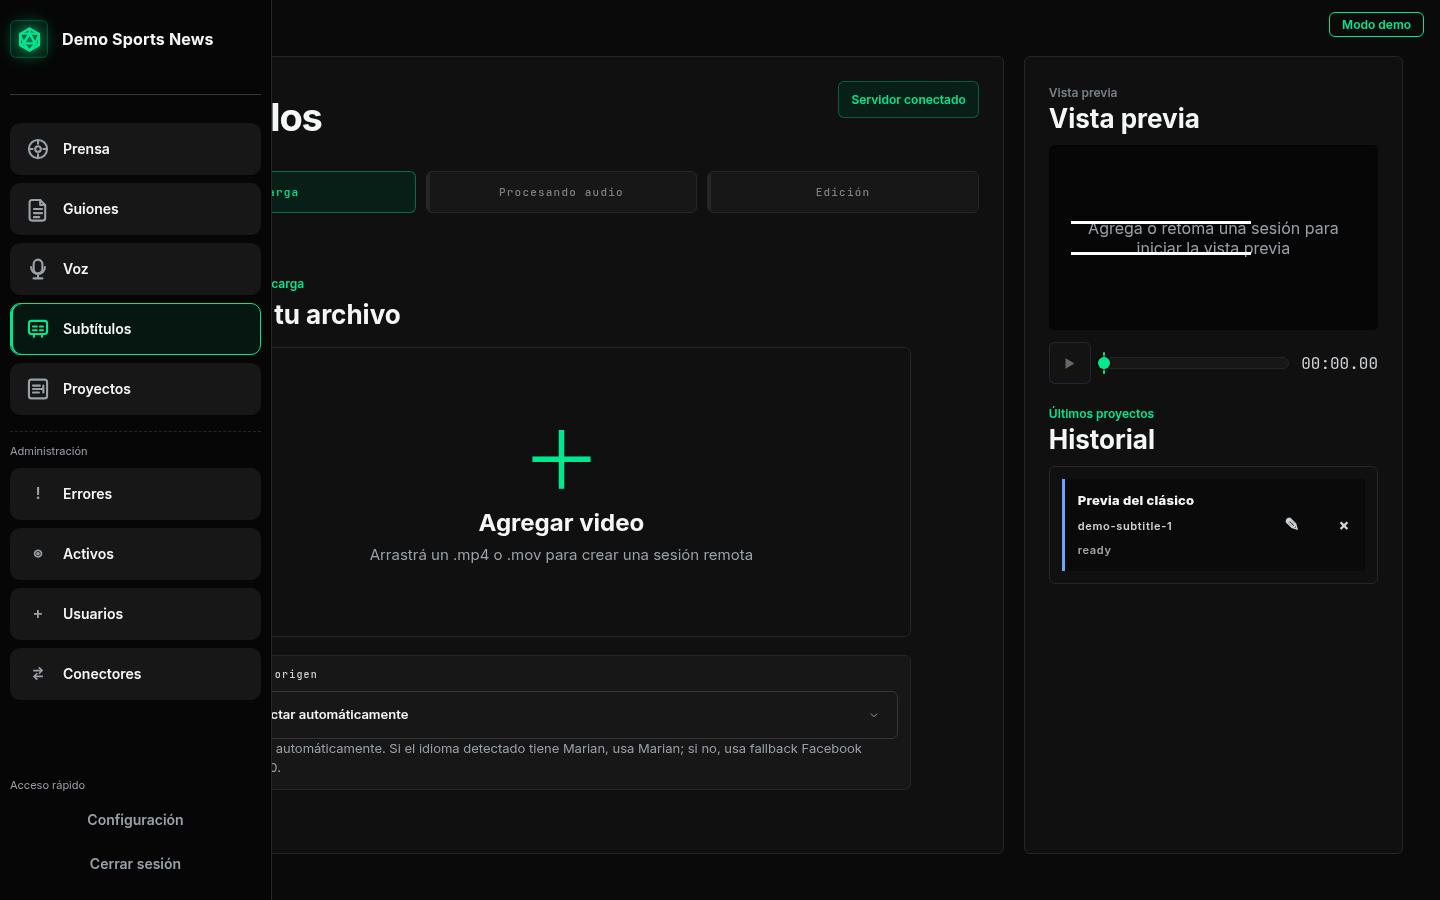 Demo Sports News
Prensa
Guiones
Voz
Subtítulos
Proyectos
Administración
! Errores
Activos
+ Usuarios
Conectores
Acceso rápido
Configuración
Cerrar sesión
Modo demo
los
Servidor conectado
arga
Procesando audio
Edición
carga
tu archivo
Agregar video
Arrastrá un .mp4 o .mov para crear una sesión remota
origen
ctar automáticamente
automáticamente. Si el idioma detectado tiene Marian, usa Marian; si no, usa fallback Facebook
0.
Vista previa
Vista previa
Agrega o retoma una sesión para
iniciar la vista previa
00:00.00
Últimos proyectos
Historial
Previa del clásico
demo-subtitle-1
ready